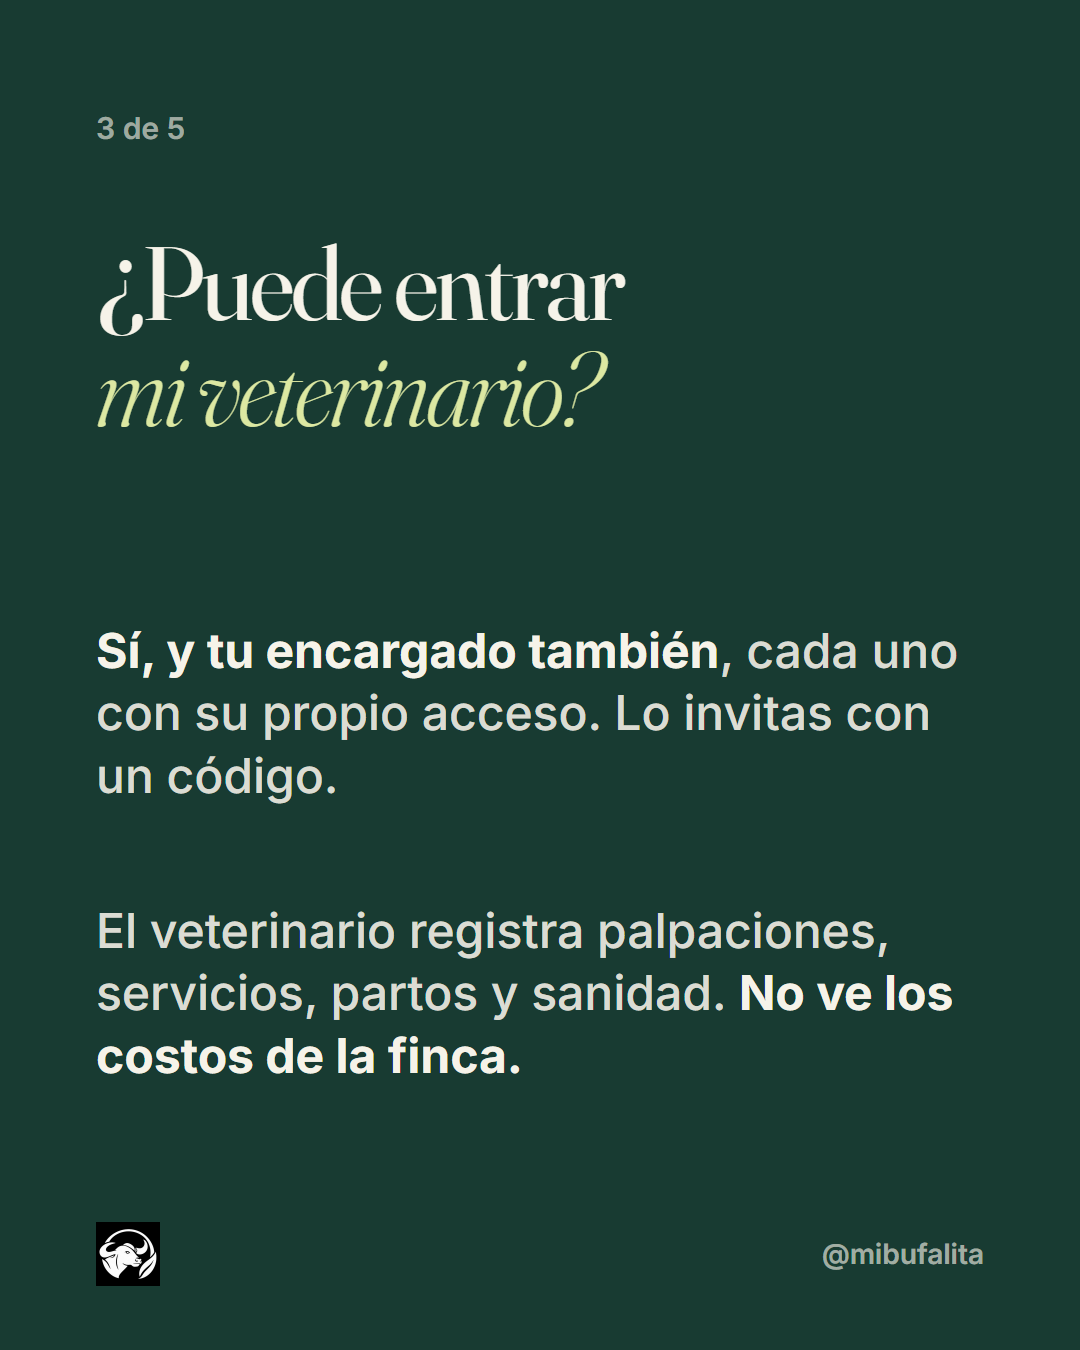 3 de 5
¿Puede entrar
mi veterinario?
Sí, y tu encargado también, cada uno
con su propio acceso. Lo invitas con
un código.
El veterinario registra palpaciones,
servicios, partos y sanidad. No ve los
costos de la finca.
@mibufalita